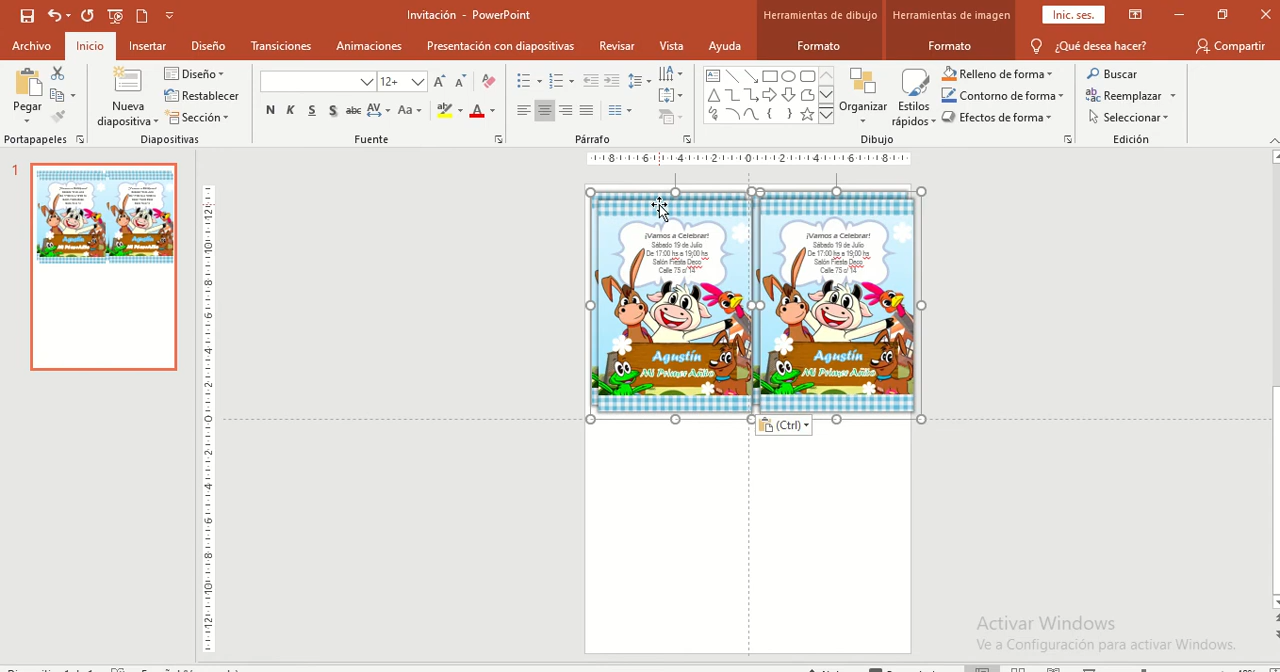 Invitación - PowerPoint
Herramientas de dibujo
Herramientas de imagen
Inic. ses.
Archivo
Inicio
Insertar
Diseño
Transiciones
Animaciones
Presentación con diapositivas
Revisar
Vista
Ayuda
Formato
Formato
¿Qué desea hacer?
Compartir
Pegar
Nueva
diapositiva
Diseño
Restablecer
Sección
12+
N K S S abc AV Aa A
Organizar
Estilos
rápidos
Relleno de forma
Contorno de forma
Efectos de forma
Buscar
Reemplazar
Seleccionar
Portapapeles
Diapositivas
Fuente
Párrafo
Dibujo
Edición
1
¡Vamos a Celebrar!
Sábado 19 de Julio
De 17:00 hs a 19:00 hs
Salón Fiesta Deco
Calle 75 c/ 14
Agustín
Mi Primer Añito
¡Vamos a Celebrar!
Sábado 19 de Julio
De 17:00 hs a 19:00 hs
Salón Fiesta Deco
Calle 75 c/ 14
Agustín
Mi Primer Añito
(Ctrl)
Activar Windows
Ve a Configuración para activar Windows.